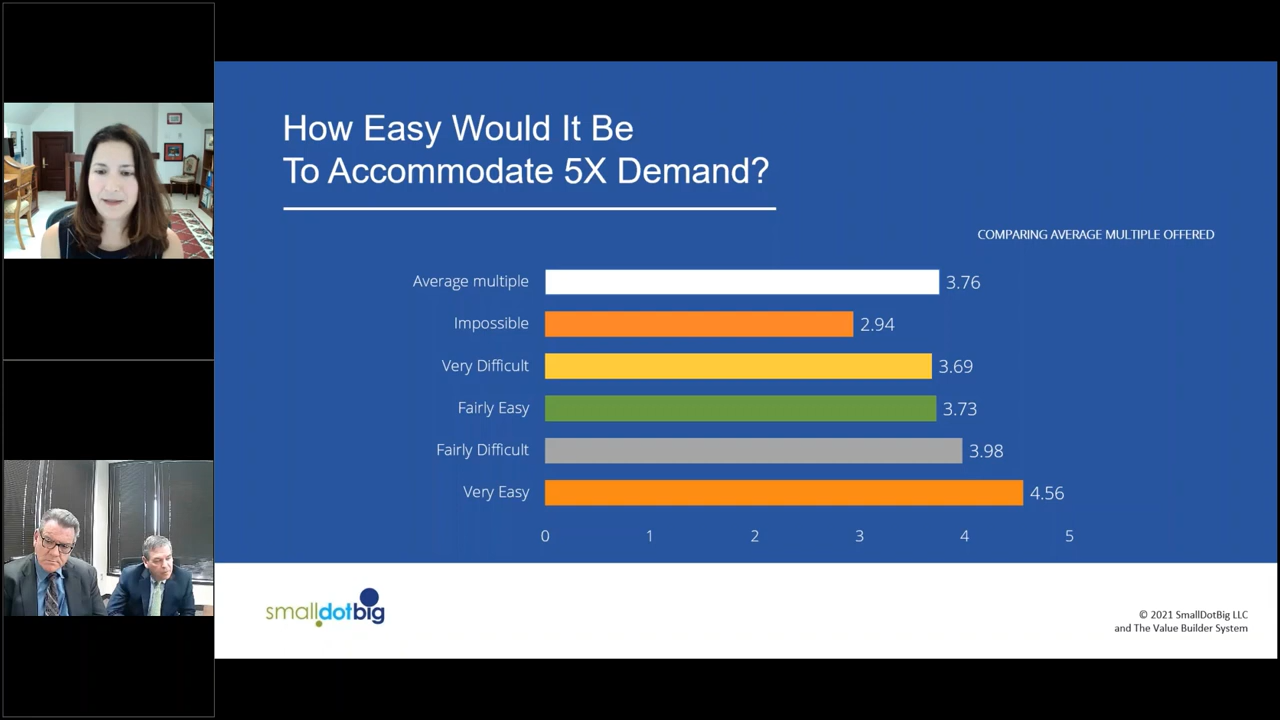 How Easy Would It Be
To Accommodate 5X Demand?
COMPARING AVERAGE MULTIPLE OFFERED
Average multiple 3.76
Impossible 2.94
Very Difficult 3.69
Fairly Easy 3.73
Fairly Difficult 3.98
Very Easy 4.56
0 1 2 3 4 5
smalldotbig
© 2021 SmallDotBig LLC
and The Value Builder System